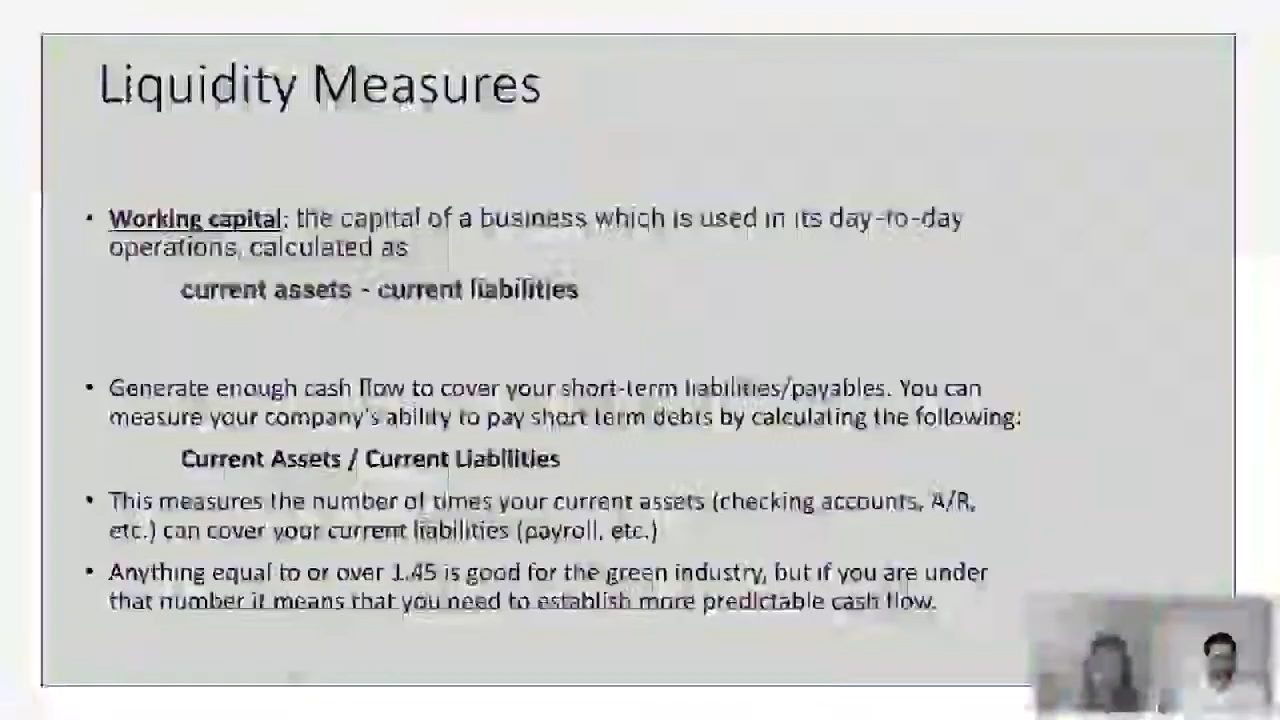 Liquidity Measures
• Working capital: the capital of a business which is used in its day-to-day
operations, calculated as
current assets - current liabilities
• Generate enough cash flow to cover your short-term liabilities/payables. You can
measure your company's ability to pay short term debts by calculating the following:
Current Assets / Current Liabilities
• This measures the number of times your current assets (checking accounts, A/R,
etc.) can cover your current liabilities (payroll, etc.)
• Anything equal to or over 1.45 is good for the green industry, but if you are under
that number it means that you need to establish more predictable cash flow.